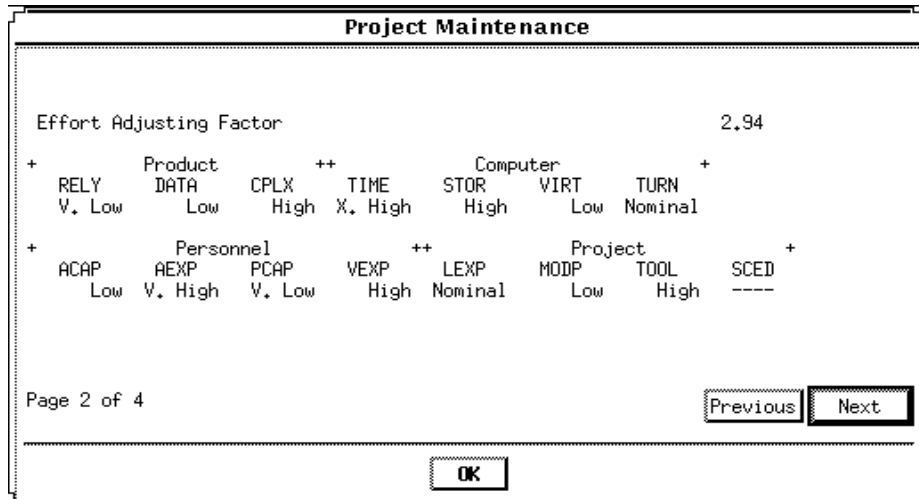 Project Maintenance
Effort Adjusting Factor 2.94
+ Product ++ Computer +
RELY DATA CPLX TIME STOR VIRT TURN
V. Low Low High X. High High Low Nominal
+ Personnel ++ Project +
ACAP AEXP PCAP VEXP LEXP MODP TOOL SCED
Low V. High V. Low High Nominal Low High ----
Page 2 of 4 Previous Next
OK